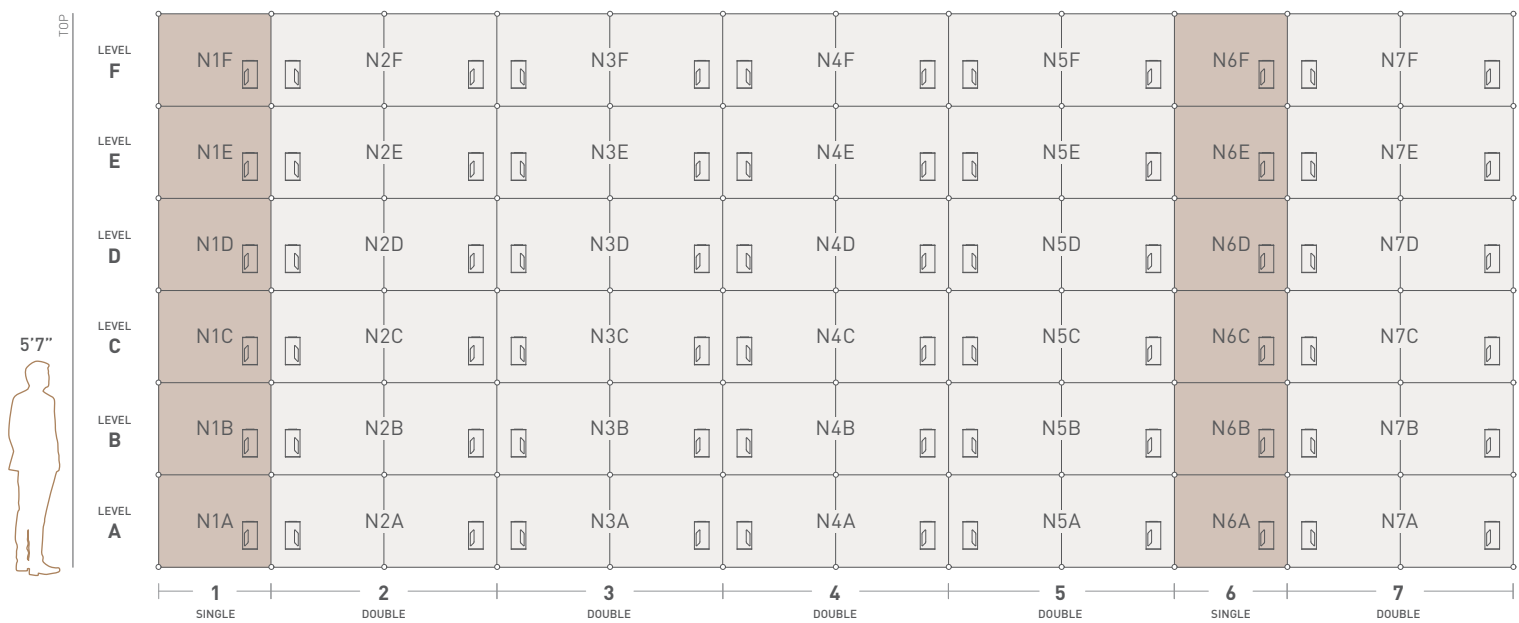 TOP
LEVEL
F
N1F N2F N3F N4F N5F N6F N7F
LEVEL
E
N1E N2E N3E N4E N5E N6E N7E
LEVEL
D
N1D N2D N3D N4D N5D N6D N7D
LEVEL
C
N1C N2C N3C N4C N5C N6C N7C
5'7”
LEVEL
B
N1B N2B N3B N4B N5B N6B N7B
LEVEL
A
N1A N2A N3A N4A N5A N6A N7A
1 2 3 4 5 6 7
SINGLE DOUBLE DOUBLE DOUBLE DOUBLE SINGLE DOUBLE